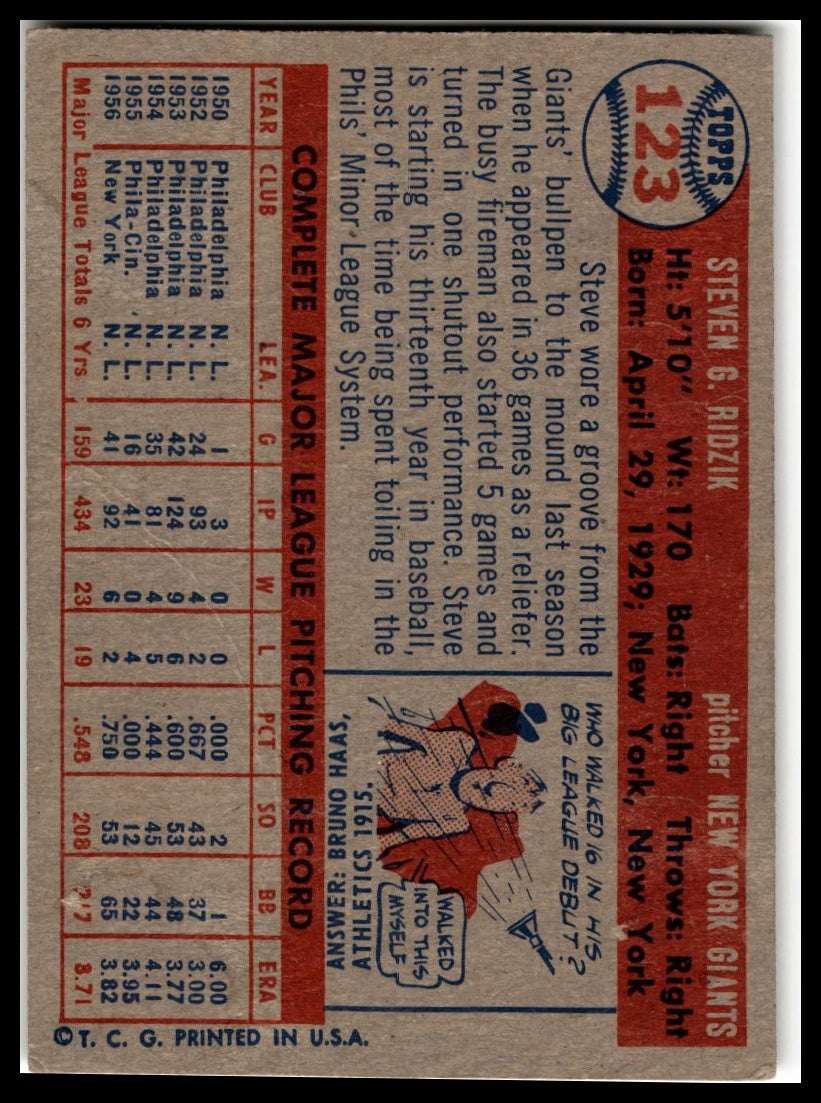 TOPPS
123
STEVEN G. RIDZIK pitcher NEW YORK GIANTS
Ht: 5'10" Wt: 170 Bats: Right Throws: Right
Born: April 29, 1929; New York, New York
Steve wore a groove from the
Giants' bullpen to the mound last season
when he appeared in 36 games as a reliefer.
The busy fireman also started 5 games and
turned in one shutout performance. Steve
is starting his thirteenth year in baseball,
most of the time being spent toiling in the
Phils' Minor League System.
WHO WALKED 16 IN HIS
BIG LEAGUE DEBUT?
WALKED
INTO THIS
MYSELF
ANSWER: BRUNO HAAS,
ATHLETICS 1915.
COMPLETE MAJOR LEAGUE PITCHING RECORD
YEAR CLUB LEA. G IP W L PCT SO BB ERA
1950 Philadelphia N. L. 1 3 0 0 .000 2 1 6.00
1952 Philadelphia N. L. 24 93 4 2 .667 43 37 3.00
1953 Philadelphia N. L. 42 124 9 6 .600 53 48 3.77
1954 Philadelphia N. L. 35 81 4 5 .444 45 44 4.11
1955 Phila-Cin. N. L. 16 41 0 4 .000 12 22 3.95
1956 New York N. L. 41 92 6 2 .750 53 65 3.82
Major League Totals 6 Yrs. 159 434 23 19 .548 208 217 3.71
© T. C. G. PRINTED IN U.S.A.